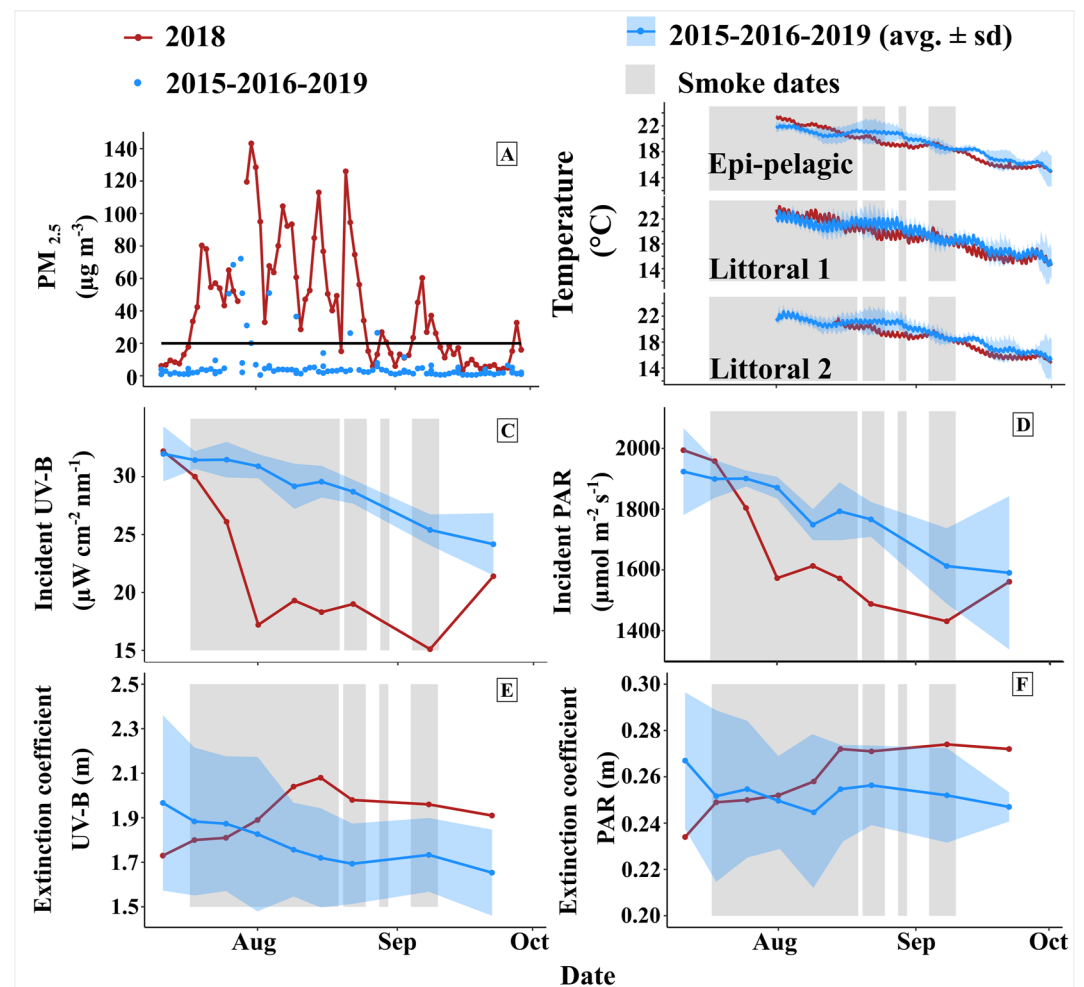 2018
2015-2016-2019
2015-2016-2019 (avg. ± sd)
Smoke dates
A
140
120
100
80
60
40
20
0
PM 2.5
(µg m-3)
Temperature
(°C)
22
18
14
Epi-pelagic
22
18
14
Littoral 1
22
18
14
Littoral 2
C
30
25
20
15
Incident UV-B
(µW cm-2 nm-1)
D
2000
1800
1600
1400
Incident PAR
(µmol m-2 s-1)
E
2.5
2.3
2.1
1.9
1.7
1.5
Extinction coefficient
UV-B (m)
Aug
Sep
Oct
F
0.30
0.28
0.26
0.24
0.22
0.20
Extinction coefficient
PAR (m)
Aug
Sep
Oct
Date